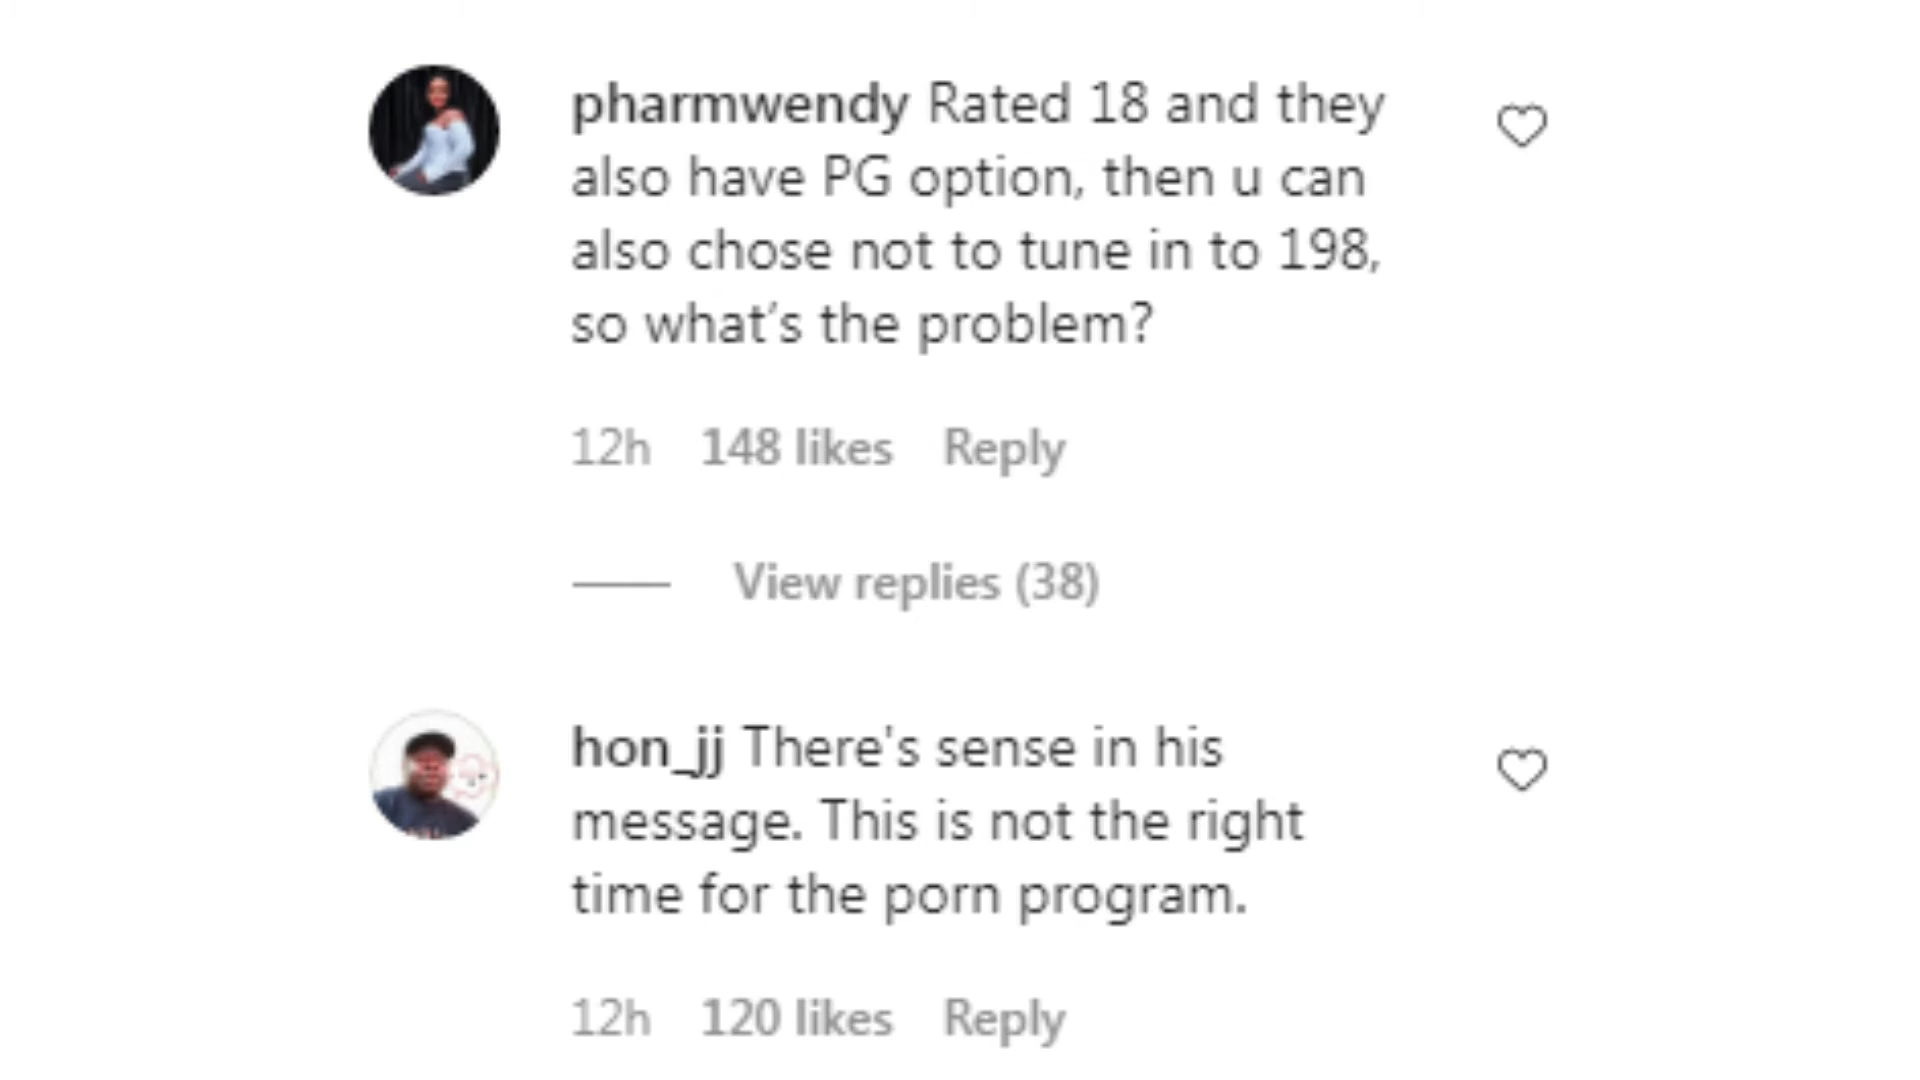 pharmwendy Rated 18 and they
also have PG option, then u can
also chose not to tune in to 198,
so what's the problem?
12h 148 likes Reply
View replies (38)
hon_jj There's sense in his
message. This is not the right
time for the porn program.
12h 120 likes Reply